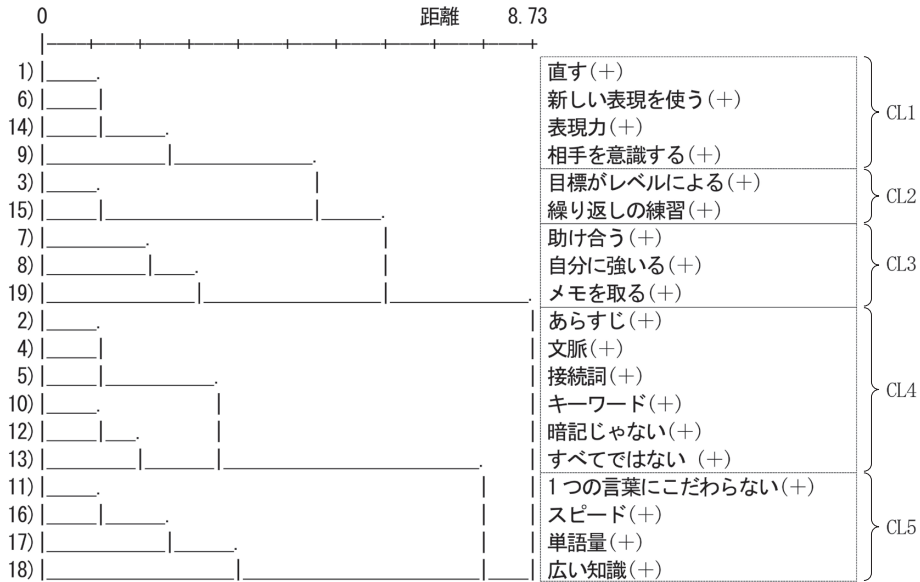 0 距離 8.73
1) 直す(＋)
6) 新しい表現を使う(＋)
14) 表現力(＋)
9) 相手を意識する(＋)
CL1
3) 目標がレベルによる(＋)
15) 繰り返しの練習(＋)
CL2
7) 助け合う(＋)
8) 自分に強いる(＋)
19) メモを取る(＋)
CL3
2) あらすじ(＋)
4) 文脈(＋)
5) 接続詞(＋)
10) キーワード(＋)
12) 暗記じゃない(＋)
13) すべてではない (＋)
CL4
11) 1つの言葉にこだわらない(＋)
16) スピード(＋)
17) 単語量(＋)
18) 広い知識(＋)
CL5